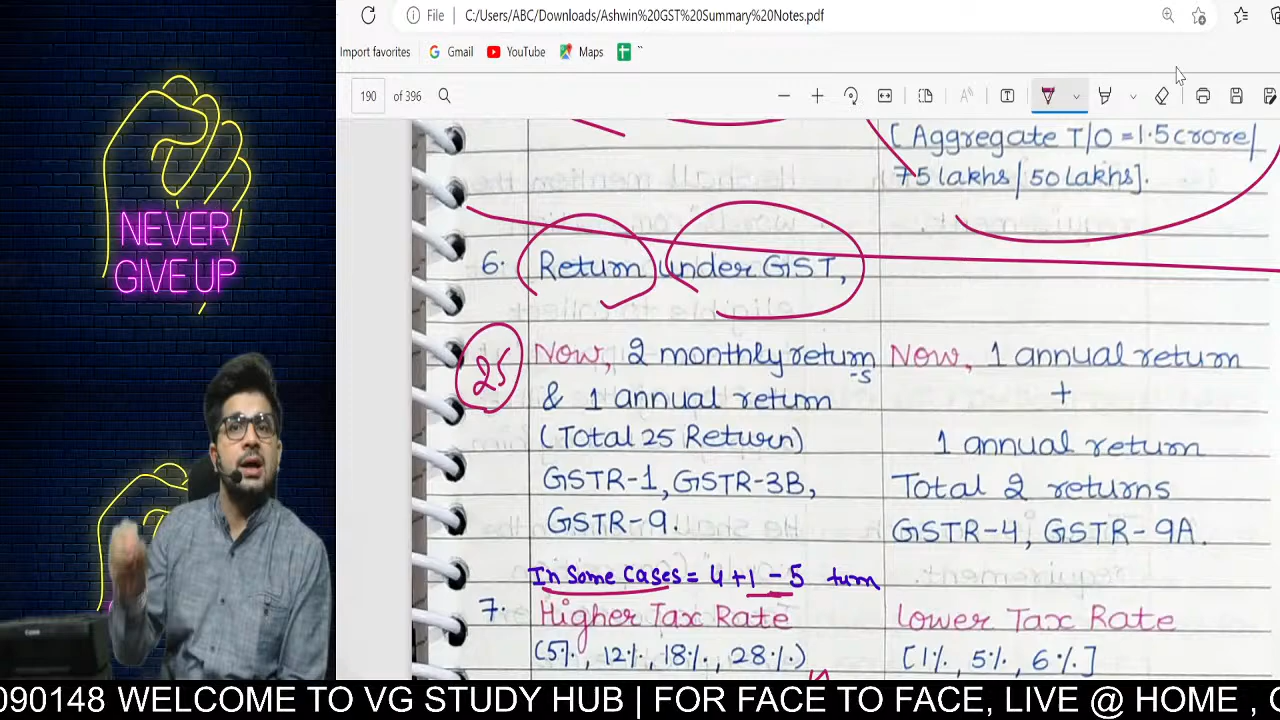 File | C:/Users/ABC/Downloads/Ashwin%20GST%20Summary%20Notes.pdf
Import favorites Gmail YouTube Maps
190 of 396
[Aggregate T/O = 1.5 crore/
75 lakhs / 50 lakhs].
6. Return under GST,
25
Now, 2 monthly return
-s
& 1 annual return
(Total 25 Return)
GSTR-1, GSTR-3B,
GSTR-9.
In Some Cases = 4+1 - 5 turn
Now, 1 annual return
+
1 annual return
Total 2 returns
GSTR-4, GSTR-9A.
7. Higher Tax Rate
(5%, 12%, 18%, 28%)
Lower Tax Rate
[1%, 5%, 6%]
NEVER
GIVE UP
090148 WELCOME TO VG STUDY HUB | FOR FACE TO FACE, LIVE @ HOME ,